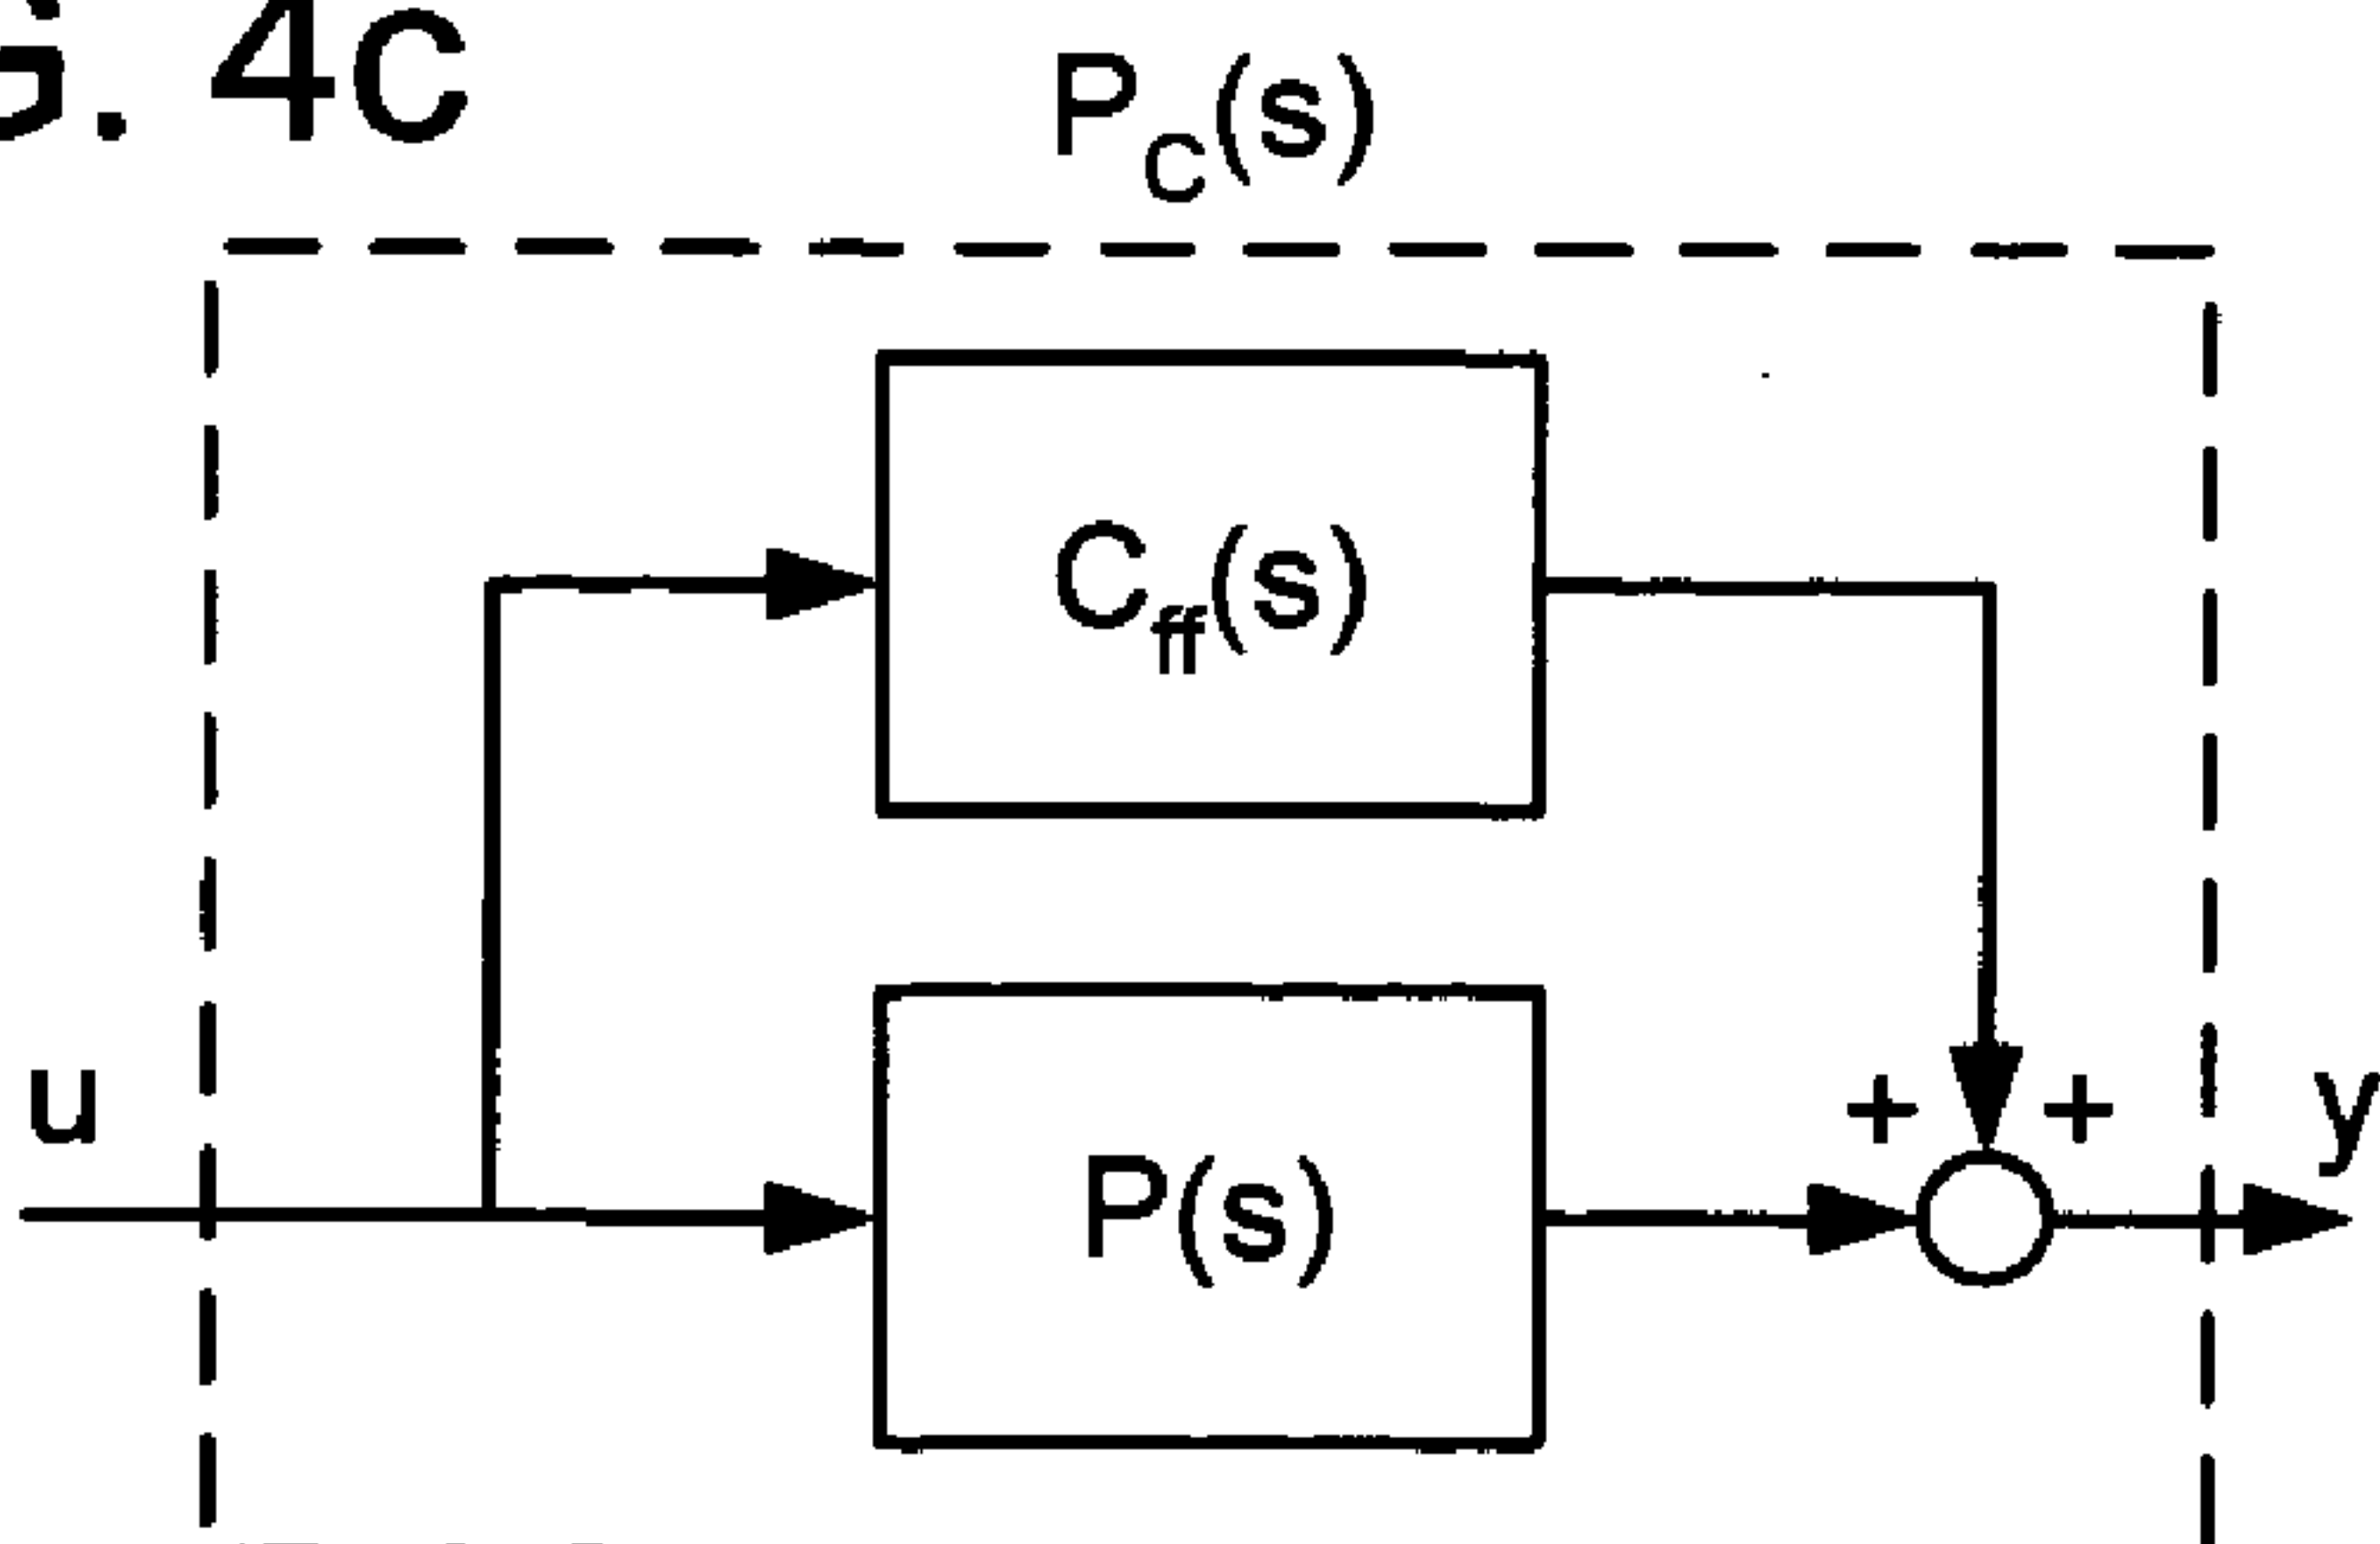 G. 4c
P_C(s)
C_ff(s)
u
+ +
y
P(s)